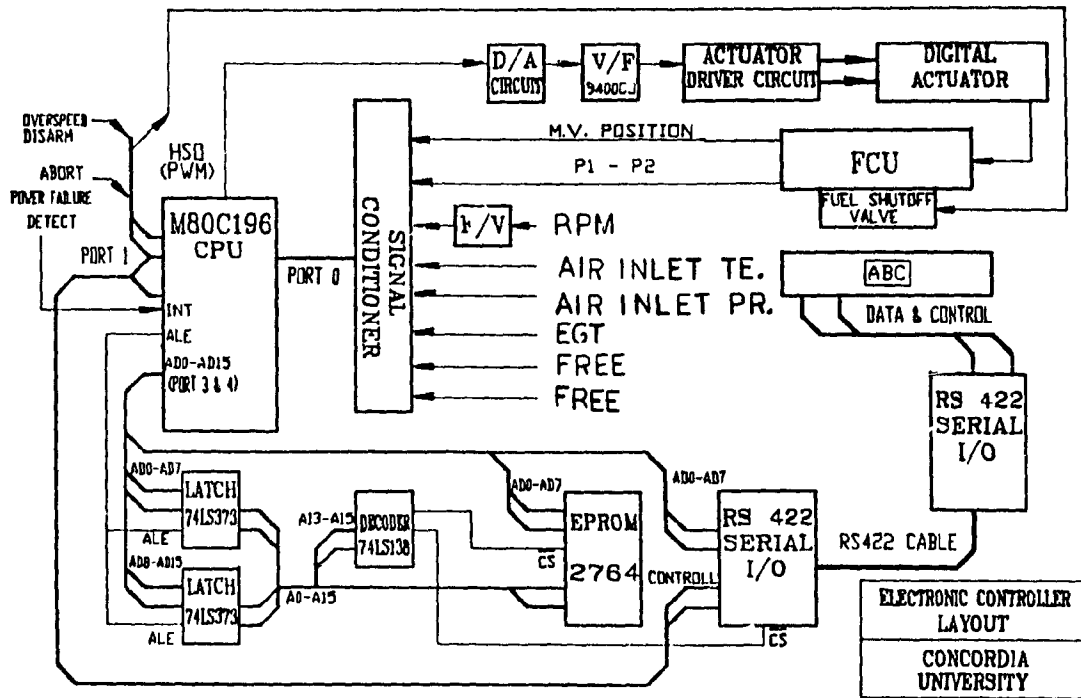 D/A
CIRCUIT
V/F
9400CJ
ACTUATOR
DRIVER CIRCUIT
DIGITAL
ACTUATOR
OVERSPEED
DISARM
HSO
(PWM)
M.V. POSITION
FCU
P1 - P2
FUEL SHUTOFF
VALVE
ABORT
POWER FAILURE
DETECT
M80C196
CPU
PORT 1
PORT 0
SIGNAL
CONDITIONER
F/V
RPM
AIR INLET TE.
AIR INLET PR.
EGT
FREE
FREE
ABC
DATA & CONTROL
INT
ALE
AD0-AD15
(PORT 3 & 4)
RS 422
SERIAL
I/O
AD0-AD7
LATCH
74LS373
ALE
AD8-AD15
LATCH
74LS373
ALE
A13-A15
DECODER
74LS138
A0-A15
AD0-AD7
EPROM
2764
CS
AD0-AD7
RS 422
SERIAL
I/O
CONTROLL
CS
RS422 CABLE
ELECTRONIC CONTROLLER
LAYOUT
CONCORDIA
UNIVERSITY